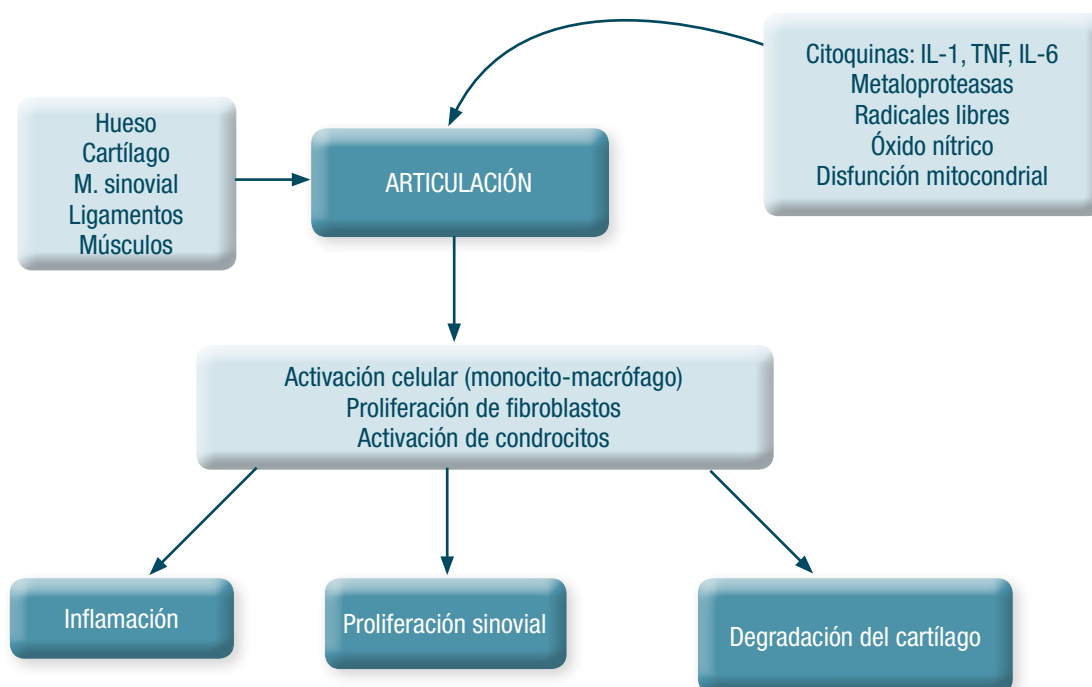 Citoquinas: IL-1, TNF, IL-6
Metaloproteasas
Radicales libres
Óxido nítrico
Disfunción mitocondrial
Hueso
Cartílago
M. sinovial
Ligamentos
Músculos
ARTICULACIÓN
Activación celular (monocito-macrófago)
Proliferación de fibroblastos
Activación de condrocitos
Inflamación
Proliferación sinovial
Degradación del cartílago